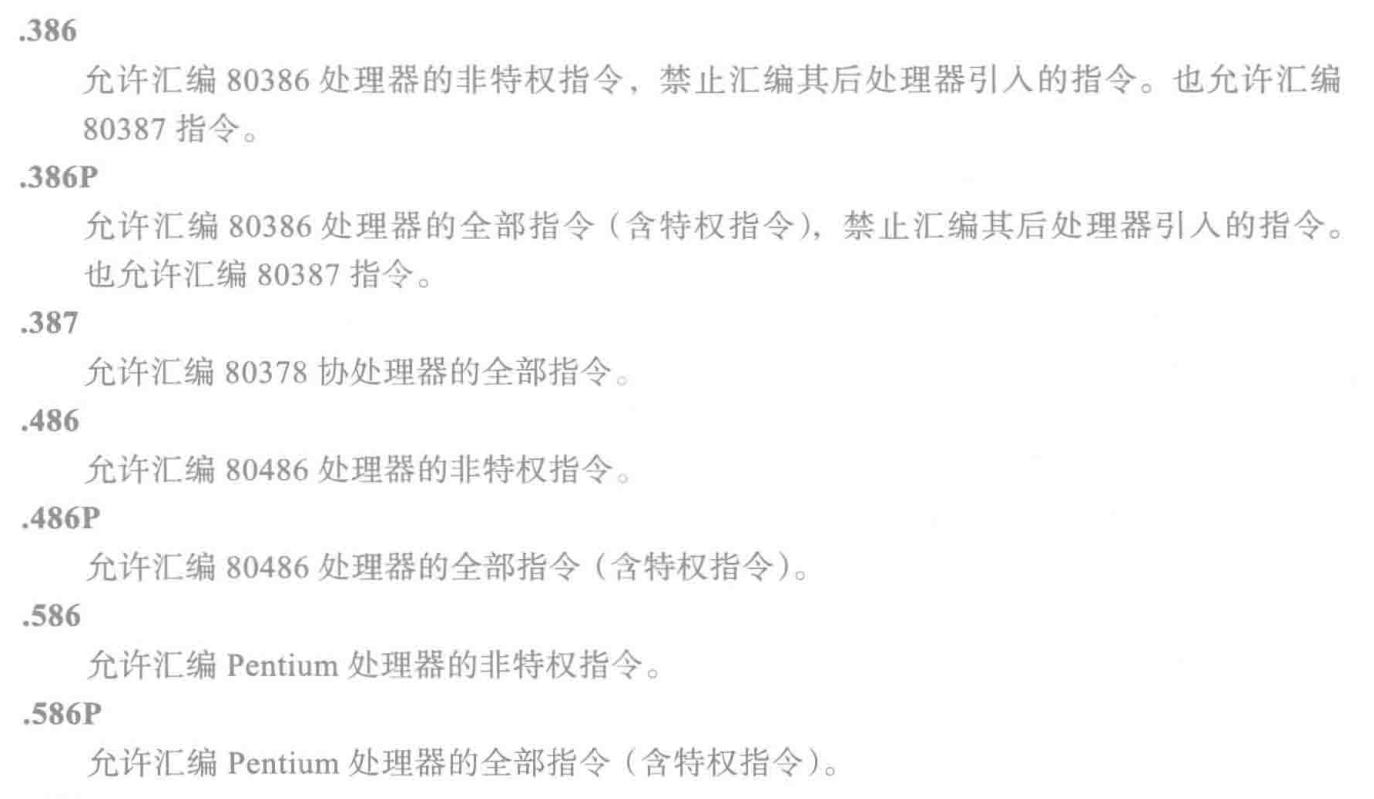 .386
允许汇编 80386 处理器的非特权指令，禁止汇编其后处理器引入的指令。也允许汇编
80387 指令。
.386P
允许汇编 80386 处理器的全部指令（含特权指令），禁止汇编其后处理器引入的指令。
也允许汇编 80387 指令。
.387
允许汇编 80378 协处理器的全部指令。
.486
允许汇编 80486 处理器的非特权指令。
.486P
允许汇编 80486 处理器的全部指令（含特权指令）。
.586
允许汇编 Pentium 处理器的非特权指令。
.586P
允许汇编 Pentium 处理器的全部指令（含特权指令）。